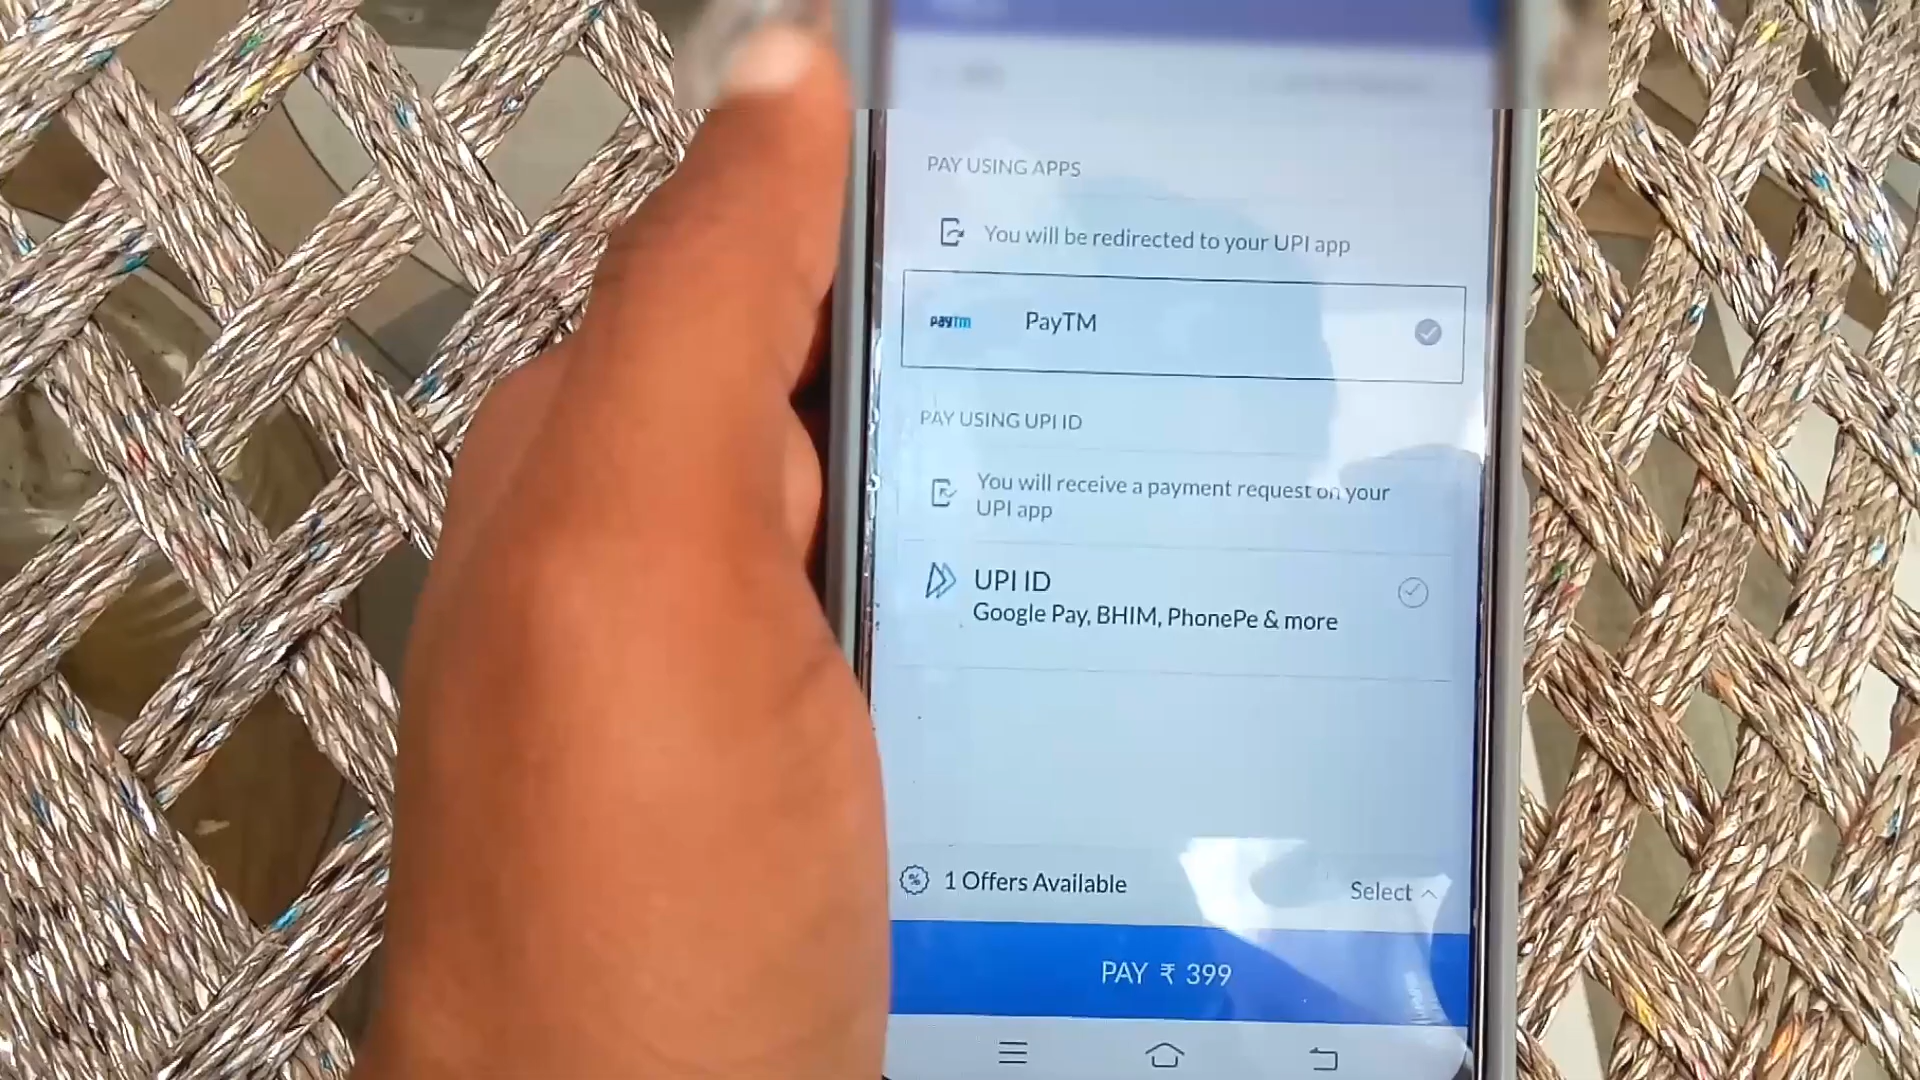 PAY USING APPS
You will be redirected to your UPI app
paytm PayTM
PAY USING UPI ID
You will receive a payment request on your
UPI app
UPI ID
Google Pay, BHIM, PhonePe & more
1 Offers Available Select
PAY ₹ 399